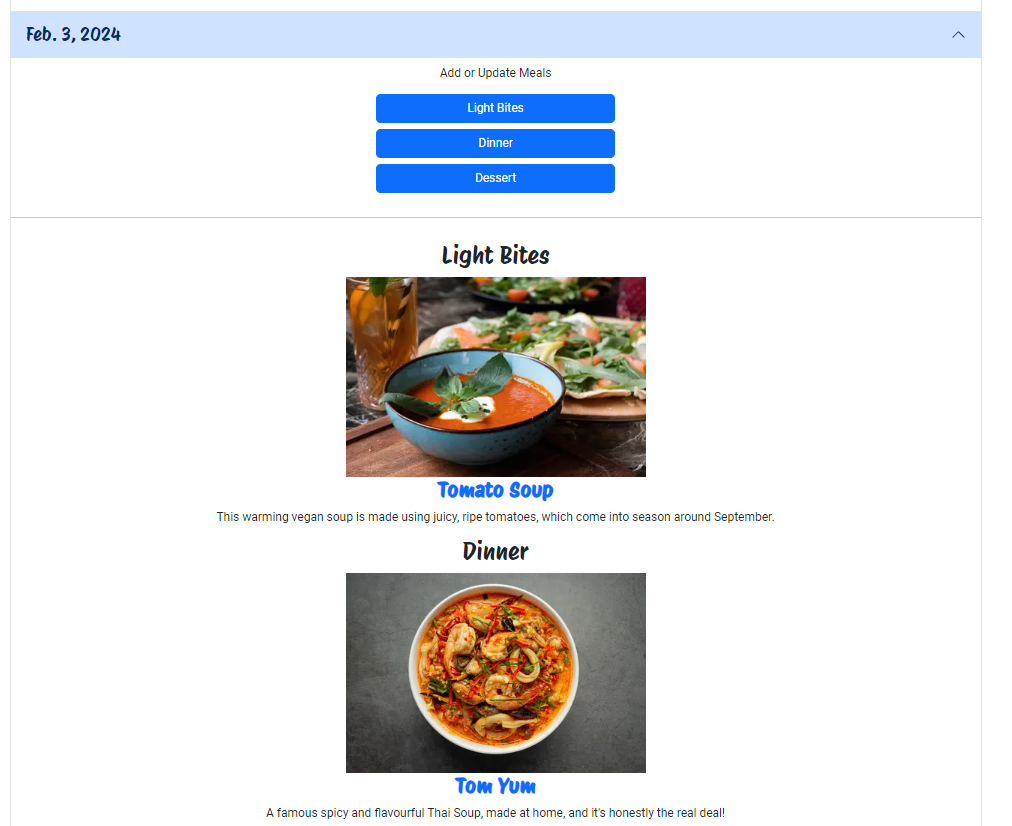 Feb. 3, 2024
Add or Update Meals
Light Bites
Dinner
Dessert
Light Bites
Tomato Soup
This warming vegan soup is made using juicy, ripe tomatoes, which come into season around September.
Dinner
Tom Yum
A famous spicy and flavourful Thai Soup, made at home, and it's honestly the real deal!